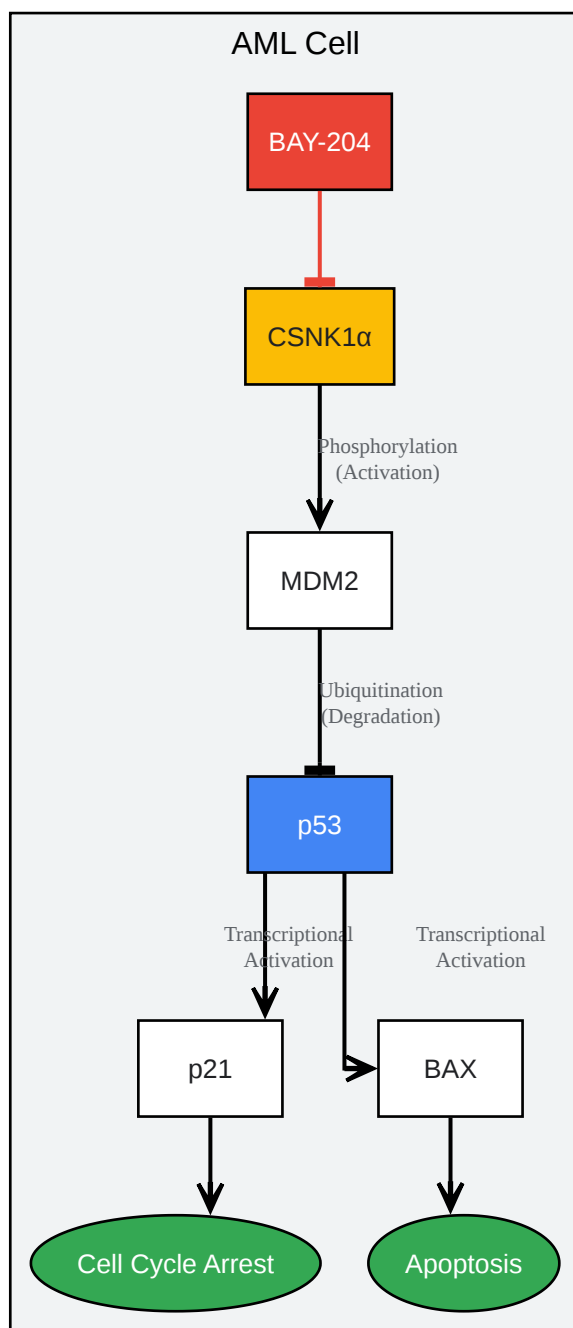 AML Cell
BAY-204
CSNK1α
Phosphorylation
(Activation)
MDM2
Ubiquitination
(Degradation)
p53
Transcriptional
Activation
Transcriptional
Activation
p21
BAX
Cell Cycle Arrest
Apoptosis